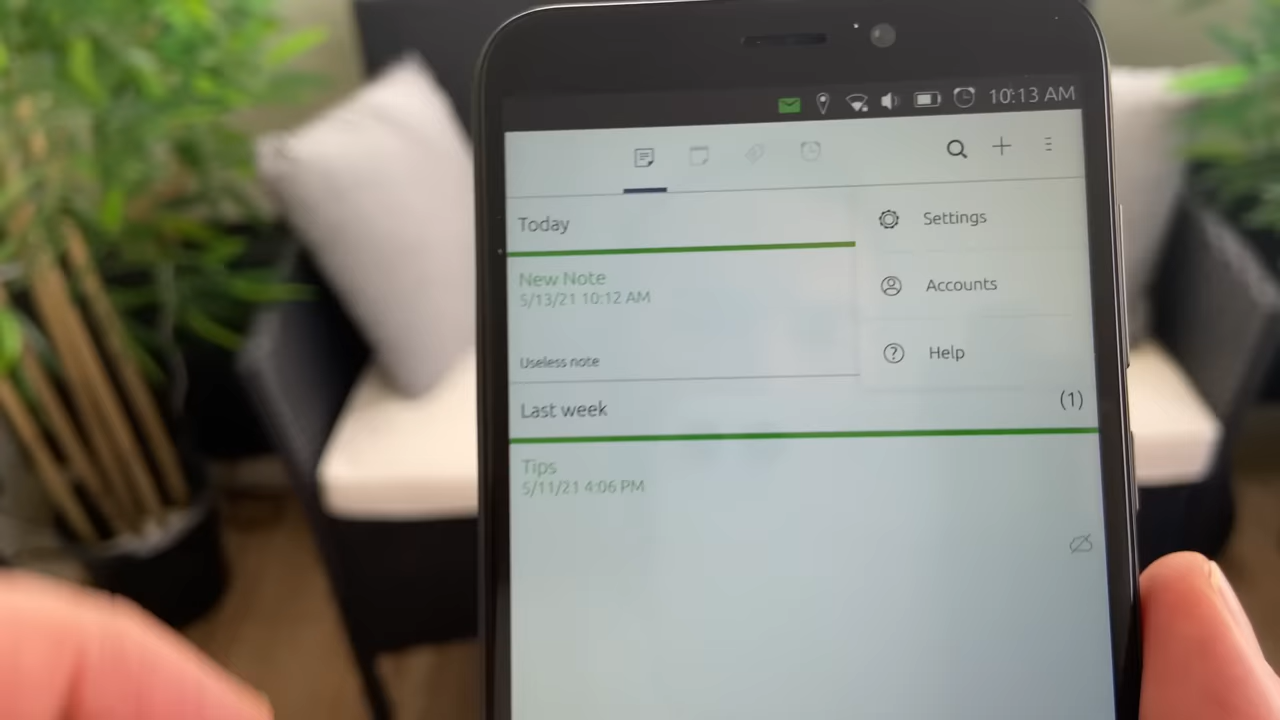 10:13 AM
Today
Settings
New Note
5/13/21 10:12 AM
Accounts
Useless note
Help
Last week
(1)
Tips
5/11/21 4:06 PM